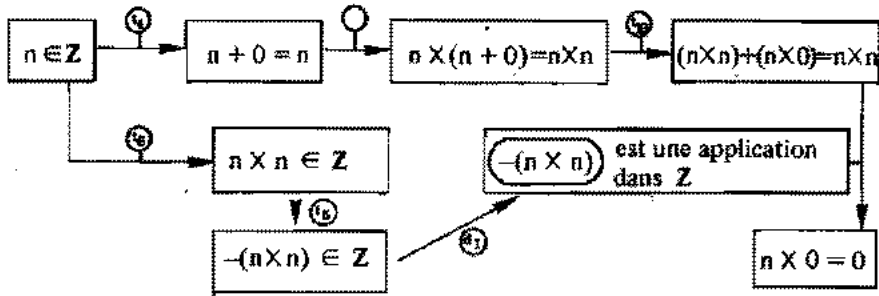 n ∈ Z
n + 0 = n
n × (n + 0) = n × n
(n × n) + (n × 0) = n × n
n × n ∈ Z
−(n × n) est une application
dans Z
−(n × n) ∈ Z
n × 0 = 0